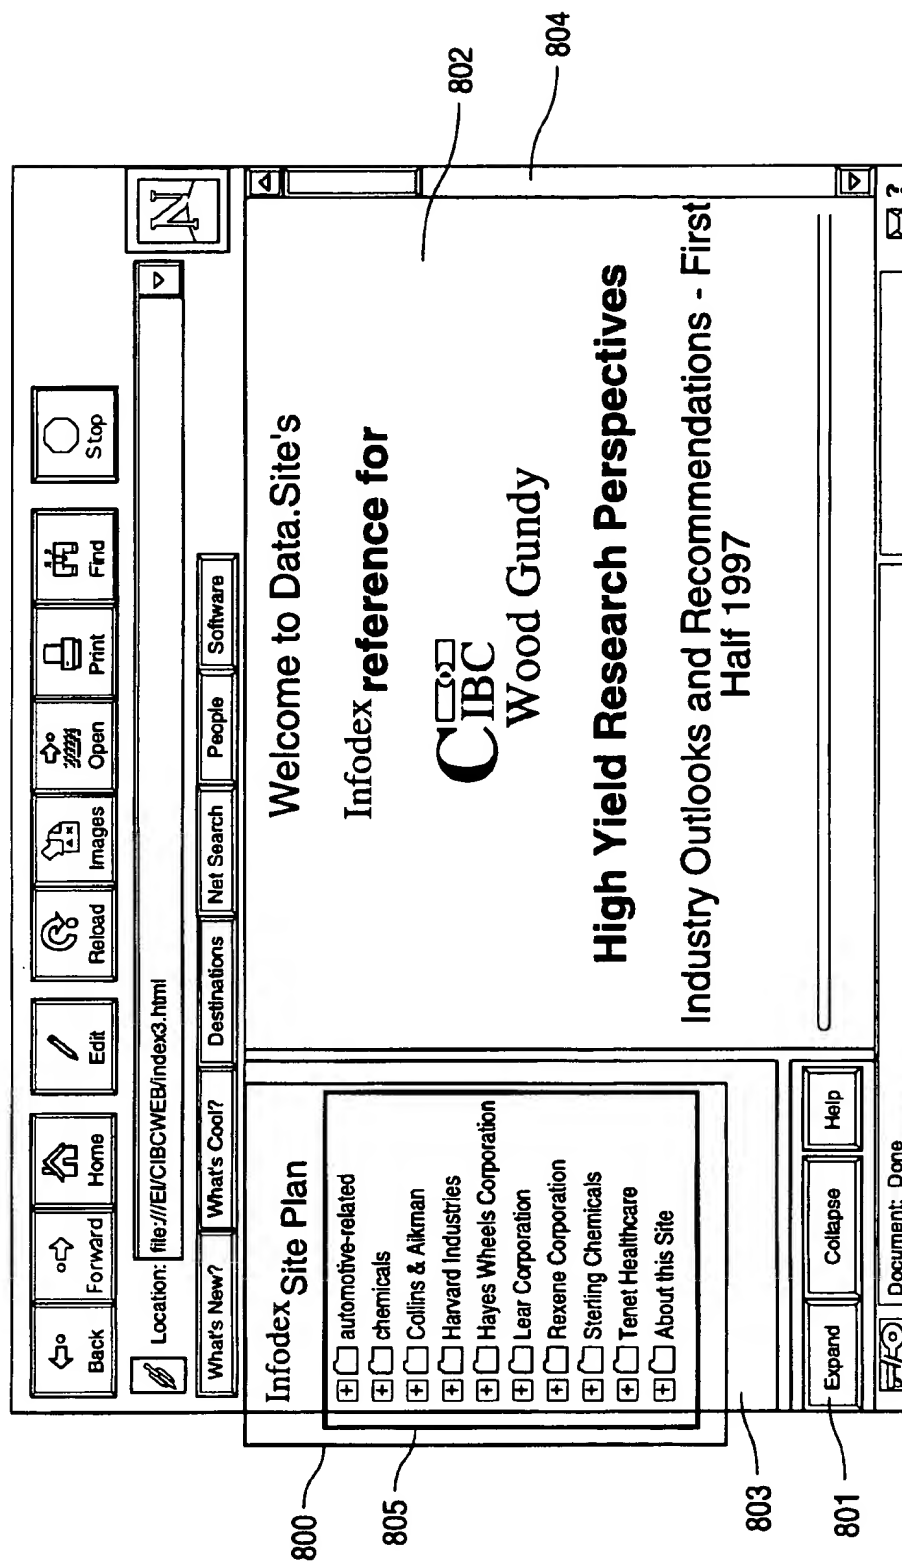 Back Forward Home Edit Reload Images Open Print Find Stop
Location: file:///E|/CIBCWEB/index3.html
N
What's New? What's Cool? Destinations Net Search People Software
Infodex Site Plan
+ automotive-related
+ chemicals
+ Collins & Aikman
+ Harvard Industries
+ Hayes Wheels Corporation
+ Lear Corporation
+ Rexene Corporation
+ Sterling Chemicals
+ Tenet Healthcare
+ About this Site
Expand Collapse Help
Welcome to Data.Site's
Infodex reference for
CIBC
Wood Gundy
High Yield Research Perspectives
Industry Outlooks and Recommendations - First
Half 1997
Document: Done
?
800
805
803
801
802
804